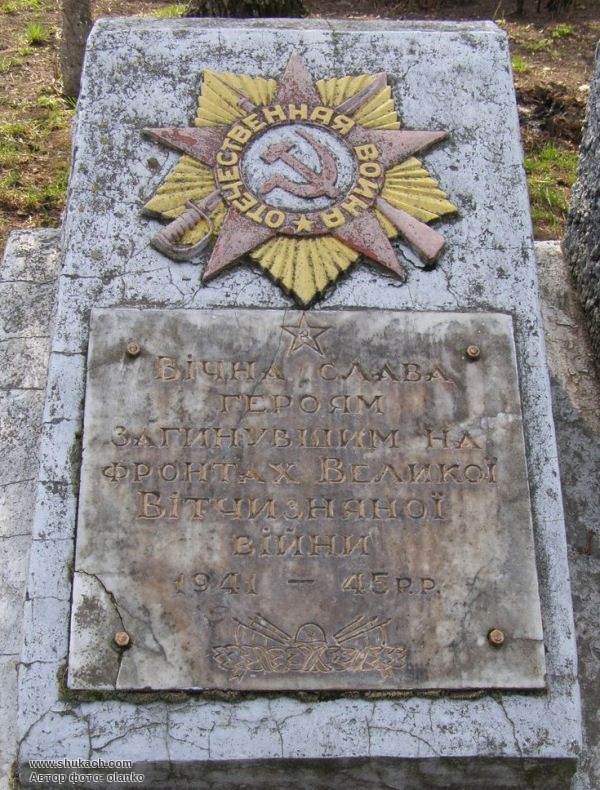 ОТЕЧЕСТВЕННАЯ ВОЙНА
ВІЧНА СЛАВА
ГЕРОЯМ
ЗАГИНУВШИМ НА
ФРОНТАХ ВЕЛИКОЇ
ВІТЧИЗНЯНОЇ
ВІЙНИ
1941 — 45 Р.Р.
www.shukach.com
Автор фото: olanko